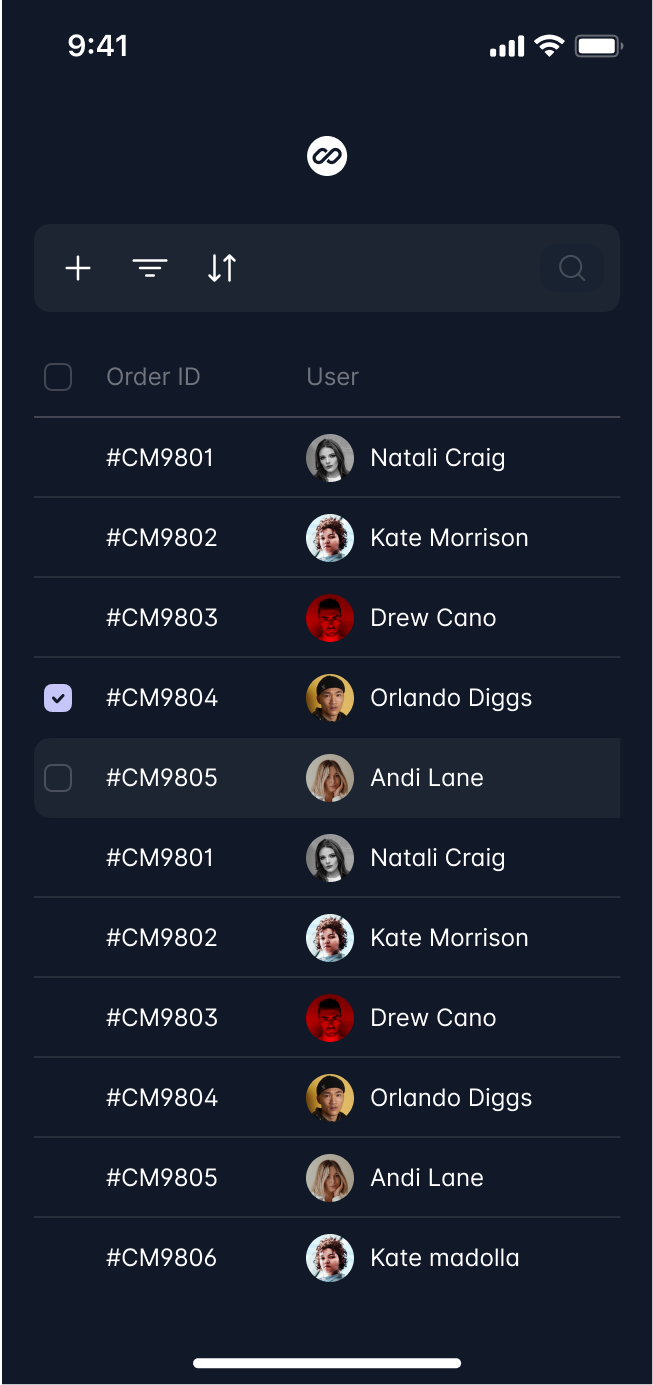 9:41
Order ID User
#CM9801 Natali Craig
#CM9802 Kate Morrison
#CM9803 Drew Cano
#CM9804 Orlando Diggs
#CM9805 Andi Lane
#CM9801 Natali Craig
#CM9802 Kate Morrison
#CM9803 Drew Cano
#CM9804 Orlando Diggs
#CM9805 Andi Lane
#CM9806 Kate madolla